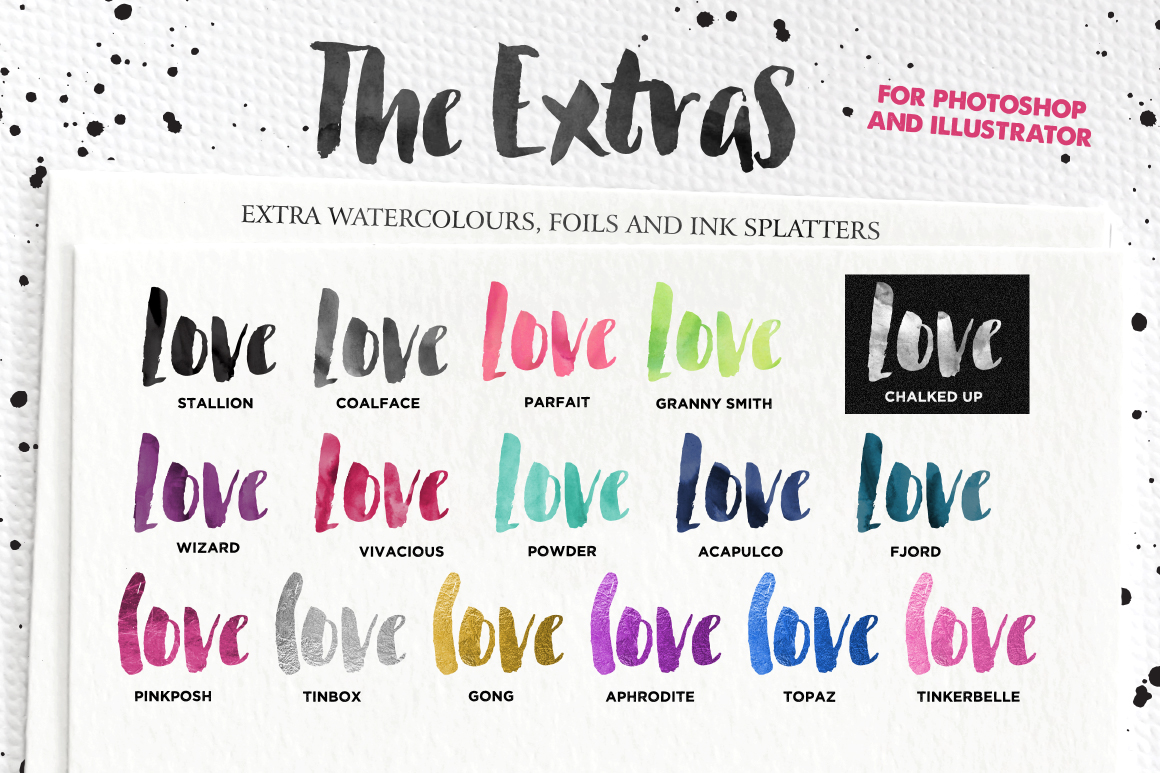 The Extras
FOR PHOTOSHOP
AND ILLUSTRATOR
EXTRA WATERCOLOURS, FOILS AND INK SPLATTERS
Love Love Love Love Love
STALLION COALFACE PARFAIT GRANNY SMITH CHALKED UP
Love Love Love Love Love
WIZARD VIVACIOUS POWDER ACAPULCO FJORD
love love love love love love
PINKPOSH TINBOX GONG APHRODITE TOPAZ TINKERBELLE